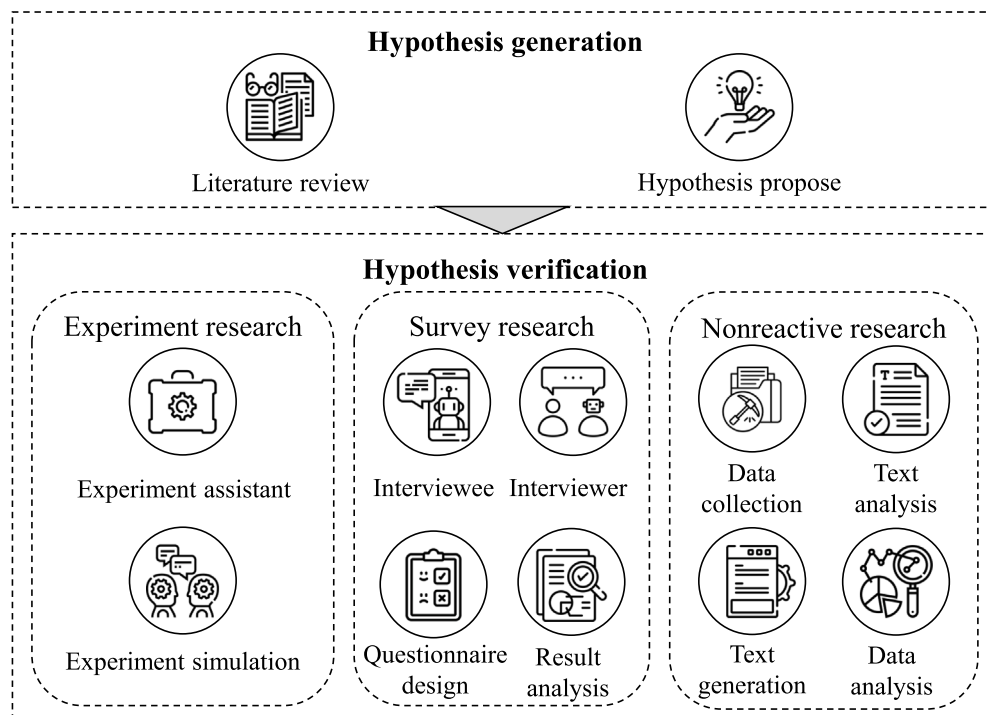 Hypothesis generation
Literature review
Hypothesis propose
Hypothesis verification
Experiment research
Experiment assistant
Experiment simulation
Survey research
Interviewee
Interviewer
Questionnaire
design
Result
analysis
Nonreactive research
Data
collection
T
Text
analysis
Text
generation
Data
analysis